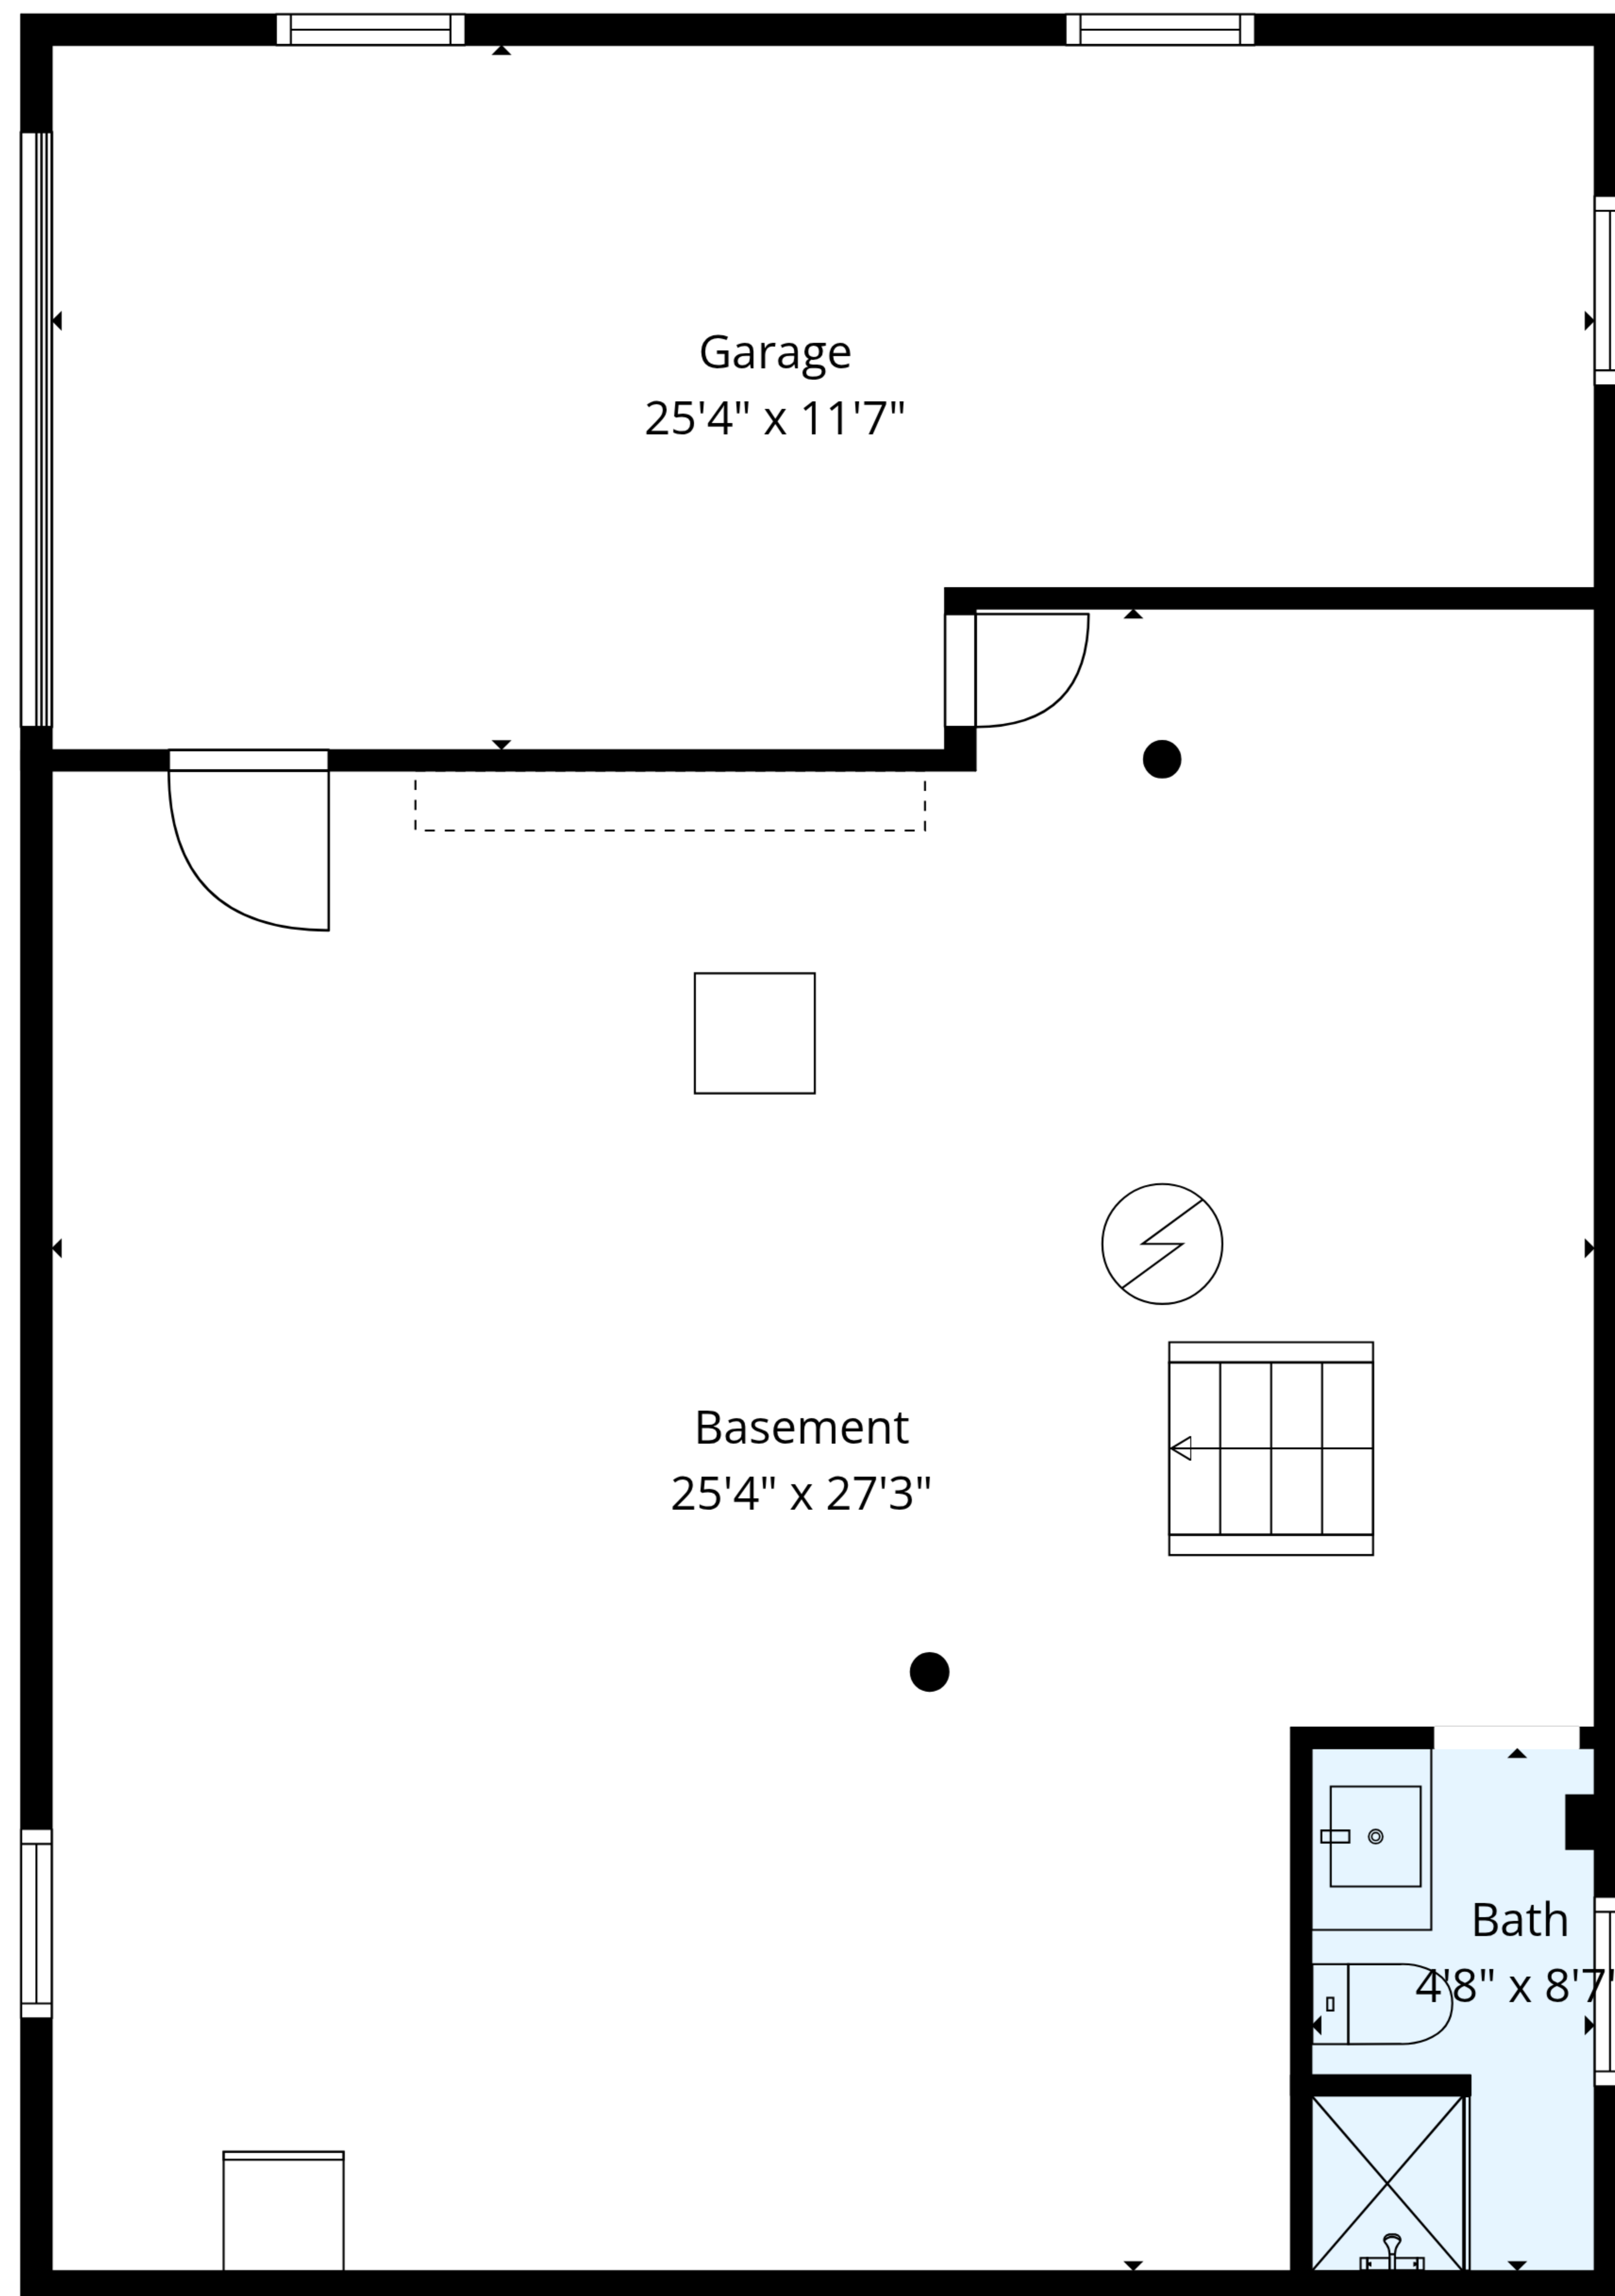 Garage
25'4" x 11'7"
Basement
25'4" x 27'3"
Bath
4'8" x 8'7"